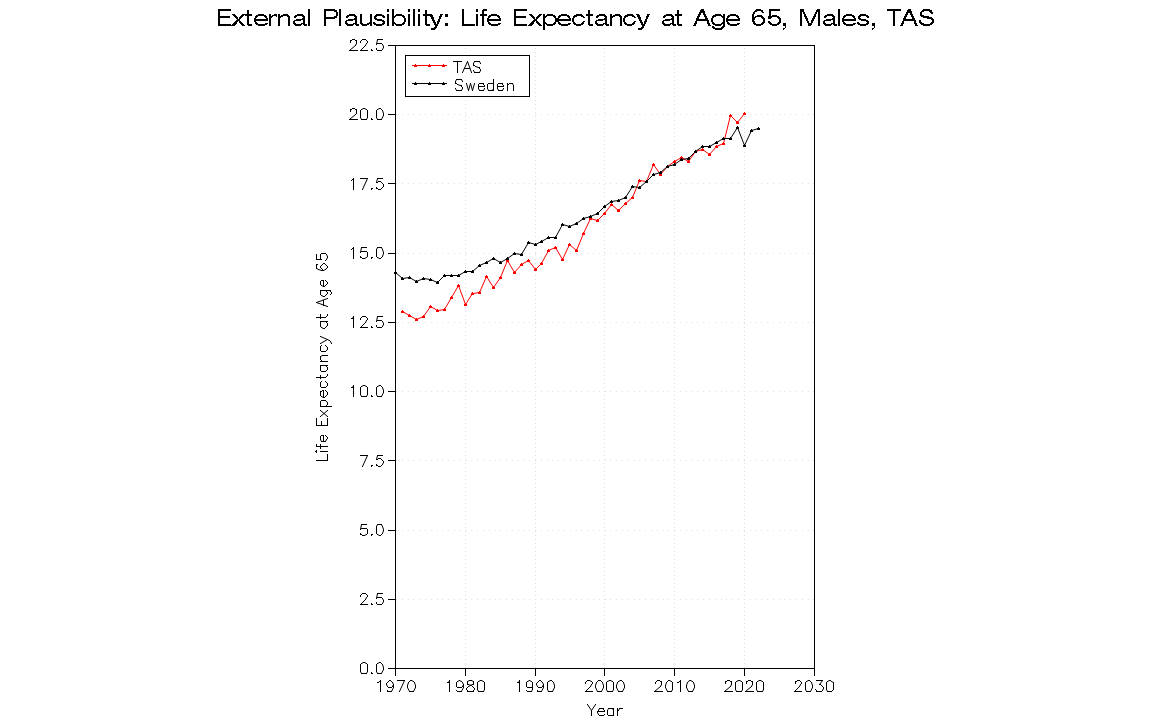 External Plausibility: Life Expectancy at Age 65, Males, TAS
TAS
Sweden
Life Expectancy at Age 65
22.5
20.0
17.5
15.0
12.5
10.0
7.5
5.0
2.5
0.0
1970 1980 1990 2000 2010 2020 2030
Year